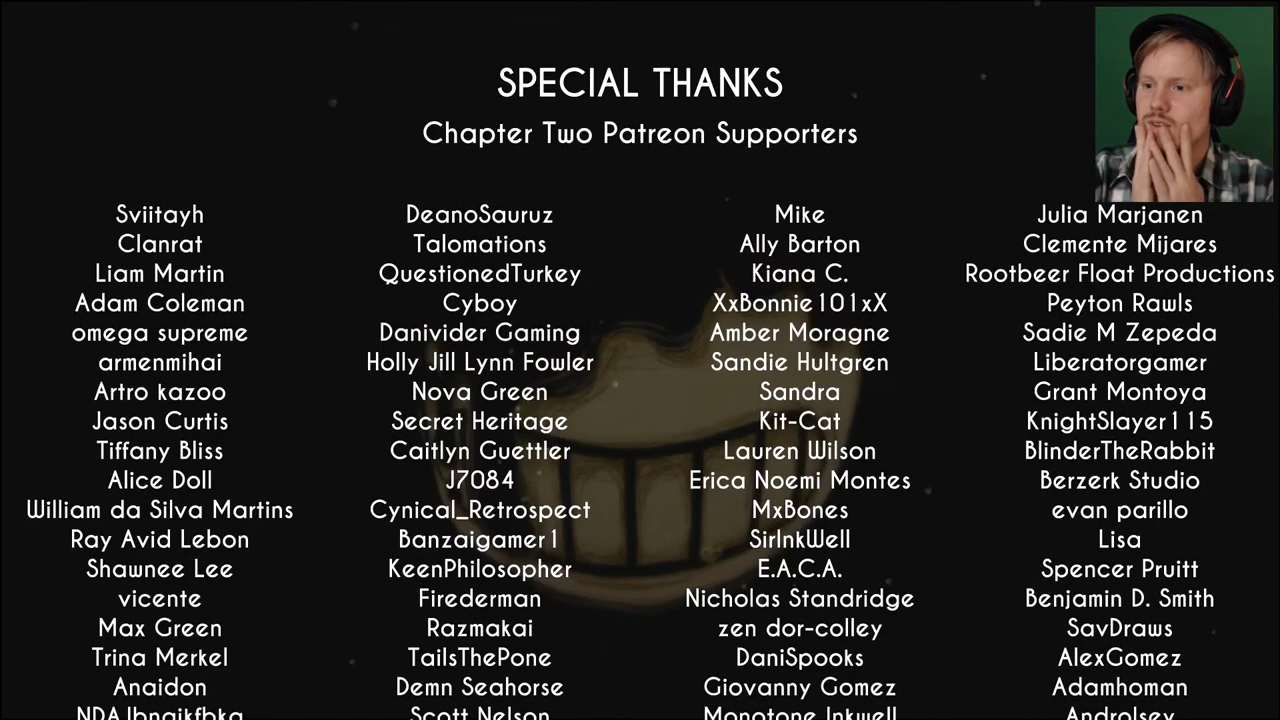 SPECIAL THANKS
Chapter Two Patreon Supporters
Sviitayh DeanoSauruz Mike Julia Marjanen
Clanrat Talomations Ally Barton Clemente Mijares
Liam Martin QuestionedTurkey Kiana C. Rootbeer Float Productions
Adam Coleman Cyboy XxBonnie101xX Peyton Rawls
omega supreme Danivider Gaming Amber Moragne Sadie M Zepeda
armenmihai Holly Jill Lynn Fowler Sandie Hultgren Liberatorgamer
Artro kazoo Nova Green Sandra Grant Montoya
Jason Curtis Secret Heritage Kit-Cat KnightSlayer115
Tiffany Bliss Caitlyn Guettler Lauren Wilson BlinderTheRabbit
Alice Doll J7084 Erica Noemi Montes Berzerk Studio
William da Silva Martins Cynical_Retrospect MxBones evan parillo
Ray Avid Lebon Banzaigamer1 SirInkWell Lisa
Shawnee Lee KeenPhilosopher E.A.C.A. Spencer Pruitt
vicente Firederman Nicholas Standridge Benjamin D. Smith
Max Green Razmakai zen dor-colley SavDraws
Trina Merkel TailsThePone DaniSpooks AlexGomez
Anaidon Demn Seahorse Giovanny Gomez Adamhoman
Scott Nelson Monotone Inkwell Androlsey